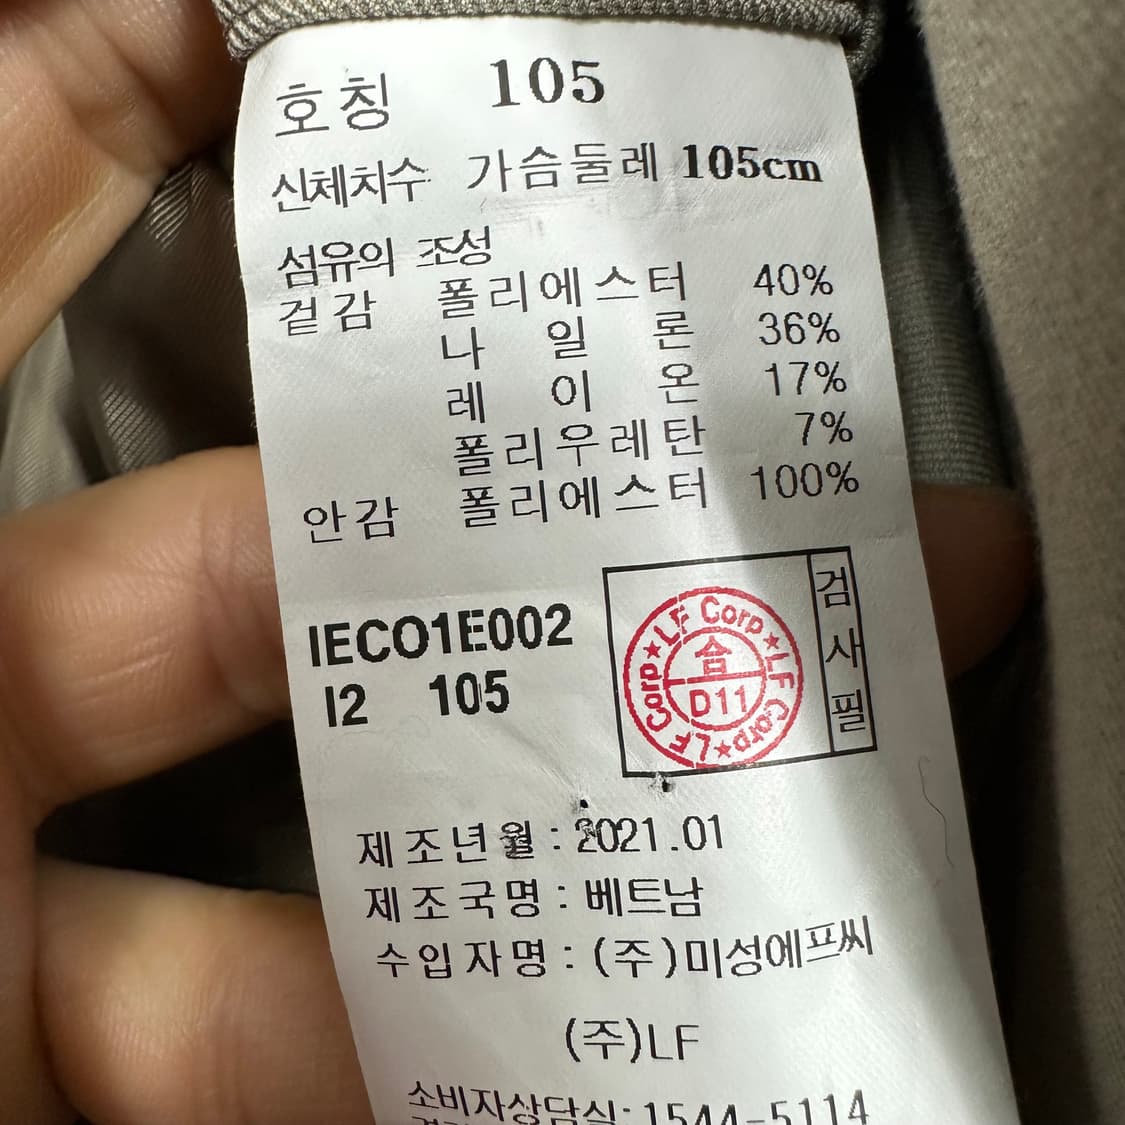 호칭 105
신체치수 가슴둘레 105cm
섬유의 조성
겉감 폴리에스터 40%
나일론 36%
레이온 17%
폴리우레탄 7%
안감 폴리에스터 100%
IECO1E002
I2 105
LF Corp ★ LF Corp ★ LF Corp ★
合
D11
검사필
제조년월 : 2021.01
제조국명 : 베트남
수입자명 : (주)미성에프씨
(주)LF
소비자상담실: 1544-5114